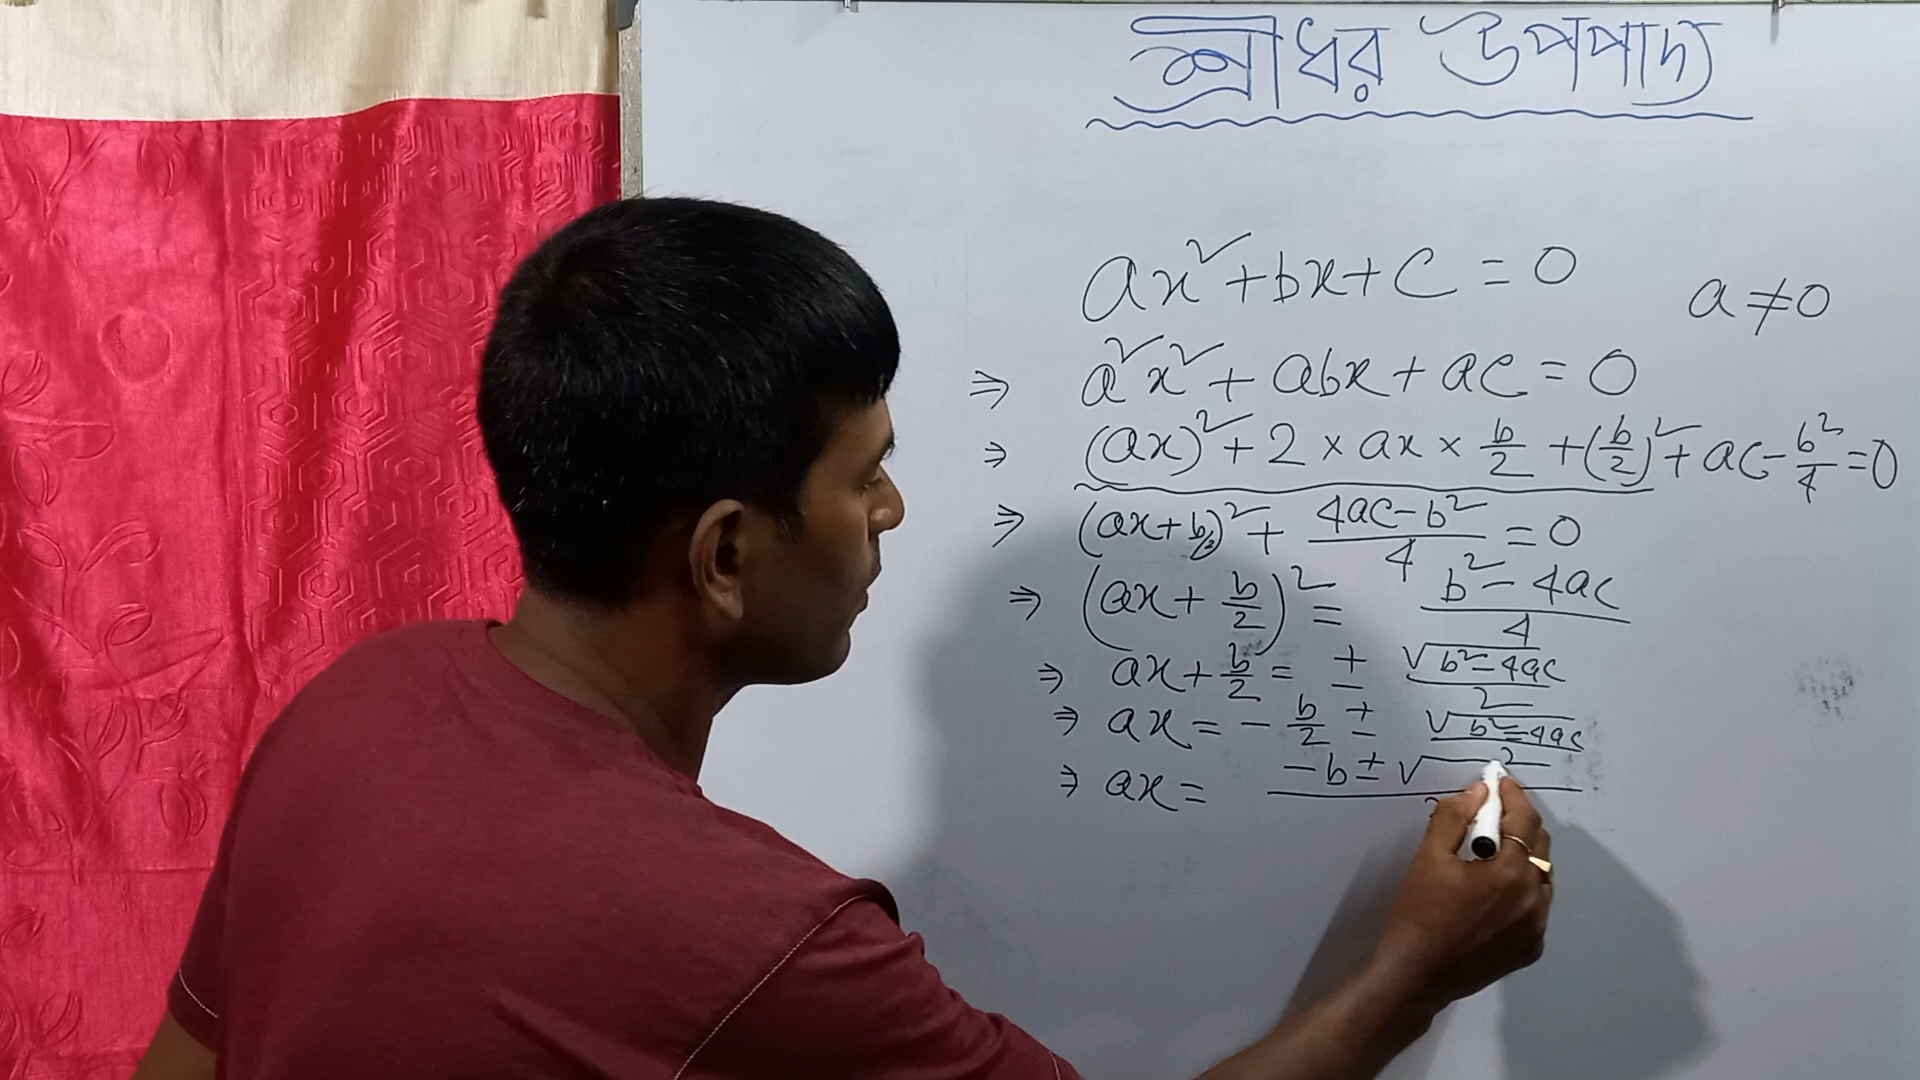 শ্রীধর উপপাদ্য
ax² + bx + c = 0 a ≠ 0
⇒ a²x² + abx + ac = 0
⇒ (ax)² + 2 × ax × b/2 + (b/2)² + ac - b²/4 = 0
⇒ (ax + b/2)² + (4ac - b²)/4 = 0
⇒ (ax + b/2)² = (b² - 4ac)/4
⇒ ax + b/2 = ± √(b² - 4ac)/2
⇒ ax = - b/2 ± √(b² - 4ac)/2
⇒ ax = -b ± √